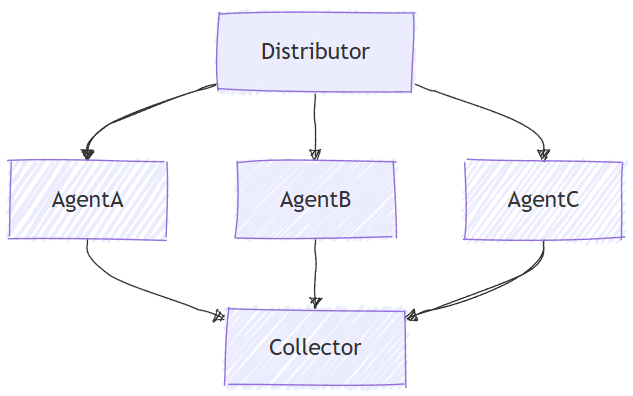 Distributor
AgentA
AgentB
AgentC
Collector